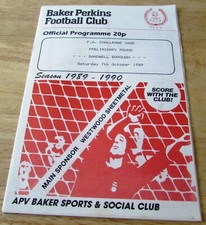 Baker Perkins
Football Club
Official Programme 20p
F.A. CHALLENGE VASE
PRELIMINARY ROUND
Saturday 7th October 1989
Season 1989 - 1990
SCORE WITH
THE CLUB!
MAIN SPONSOR WESTWOOD SHEETMETAL
APV BAKER SPORTS & SOCIAL CLUB